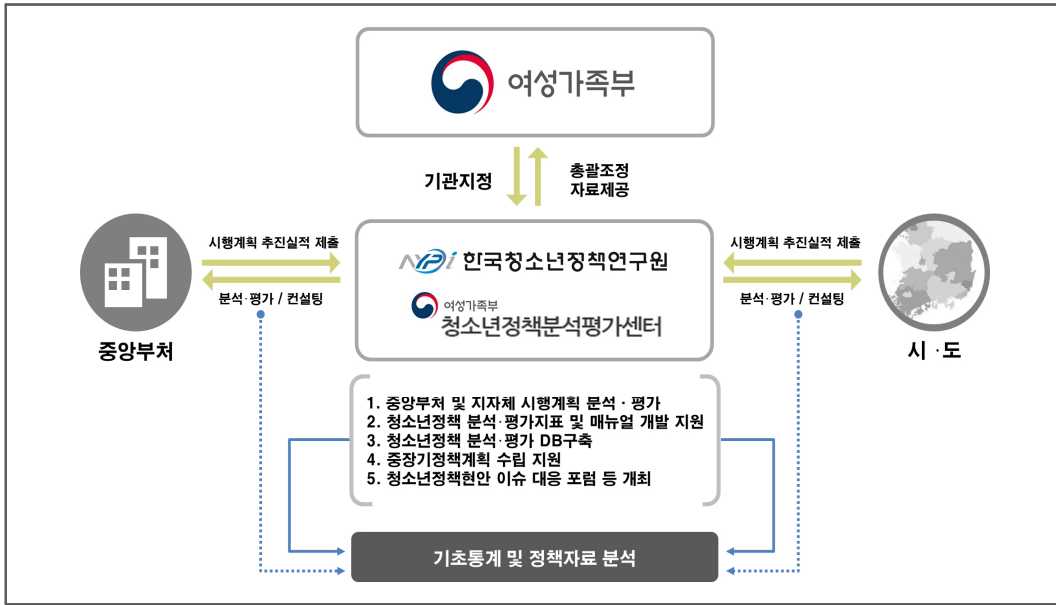 여성가족부
기관지정
총괄조정
자료제공
시행계획 추진실적 제출
분석·평가 / 컨설팅
중앙부처
NYPi 한국청소년정책연구원
여성가족부
청소년정책분석평가센터
시행계획 추진실적 제출
분석·평가 / 컨설팅
시·도
1. 중앙부처 및 지자체 시행계획 분석·평가
2. 청소년정책 분석·평가지표 및 매뉴얼 개발 지원
3. 청소년정책 분석·평가 DB구축
4. 중장기정책계획 수립 지원
5. 청소년정책현안 이슈 대응 포럼 등 개최
기초통계 및 정책자료 분석